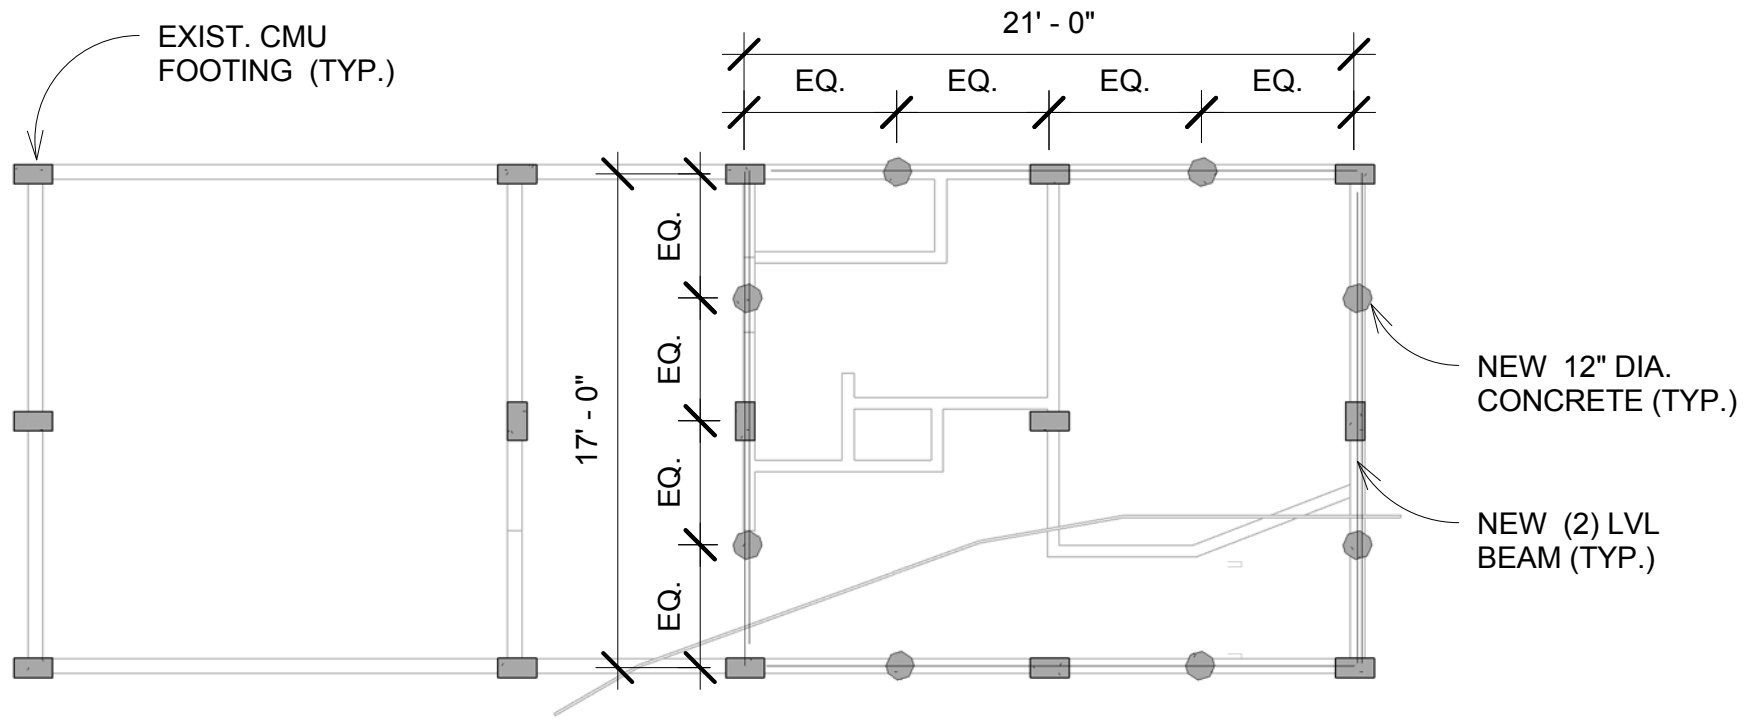 EXIST. CMU
FOOTING (TYP.)
21' - 0"
EQ.
EQ.
EQ.
EQ.
17' - 0"
EQ.
EQ.
EQ.
EQ.
NEW 12" DIA.
CONCRETE (TYP.)
NEW (2) LVL
BEAM (TYP.)